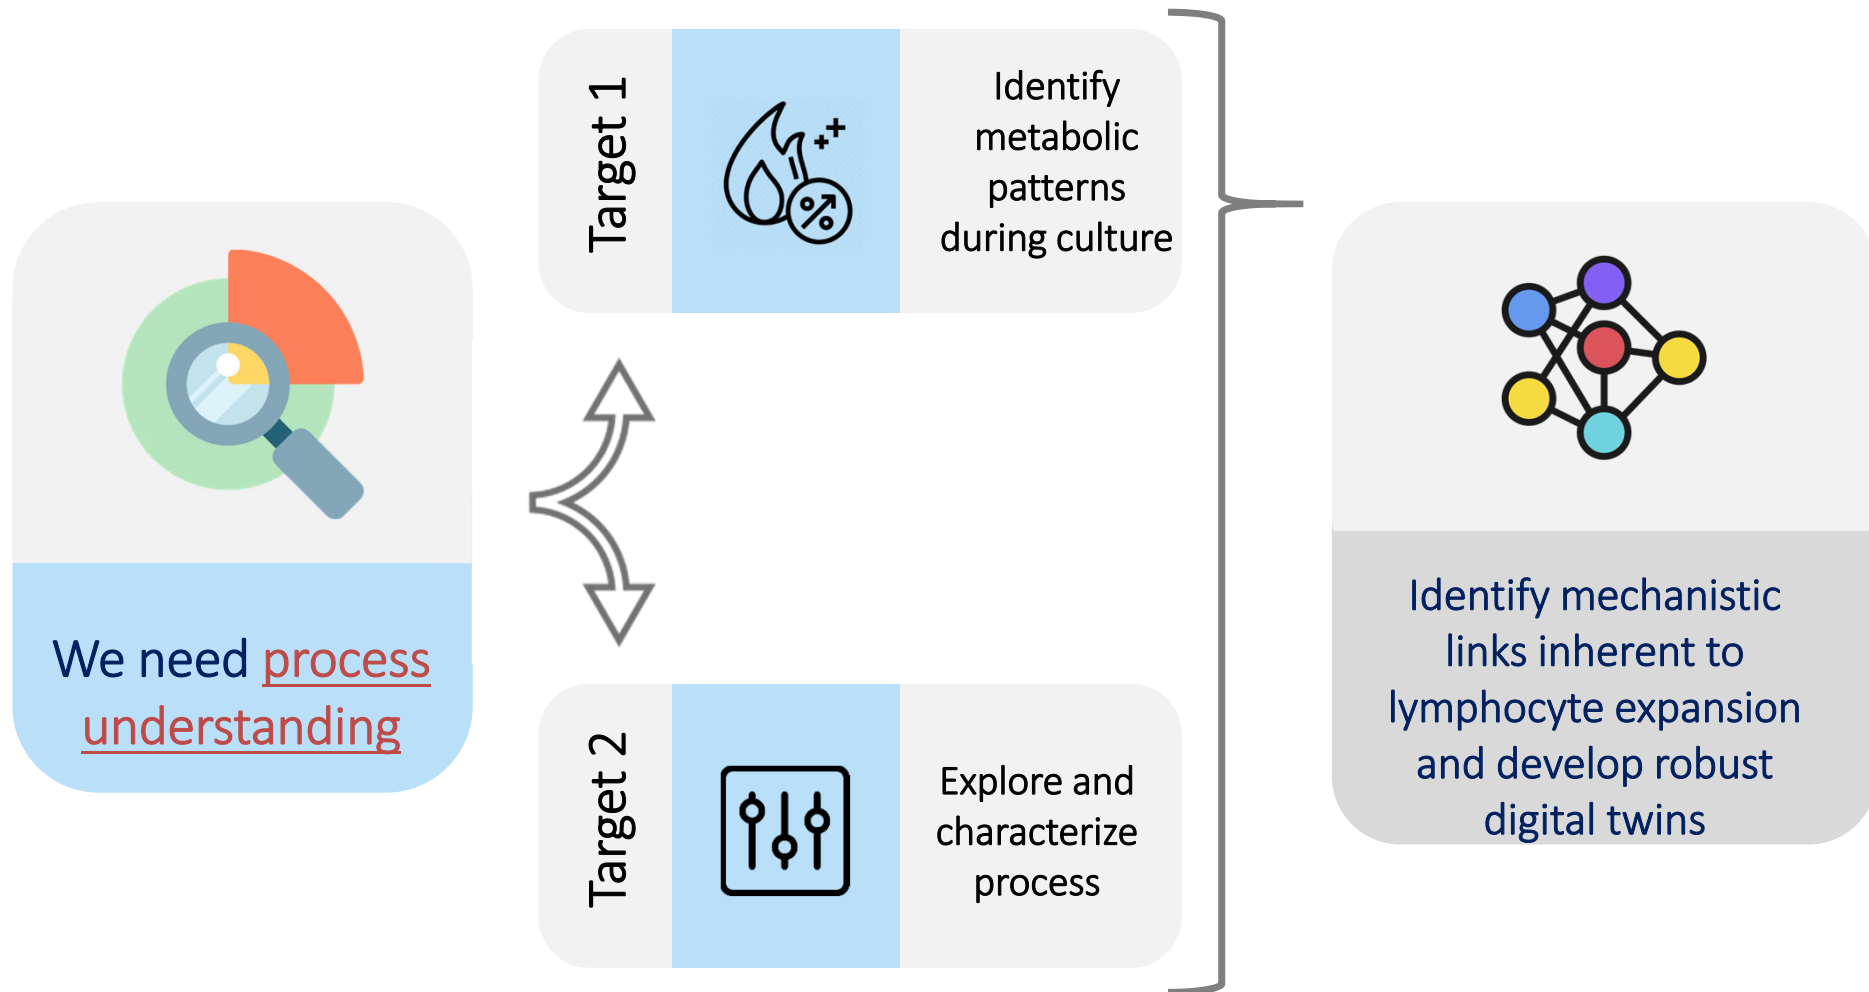 We need process
understanding
Target 1
Identify
metabolic
patterns
during culture
Target 2
Explore and
characterize
process
Identify mechanistic
links inherent to
lymphocyte expansion
and develop robust
digital twins